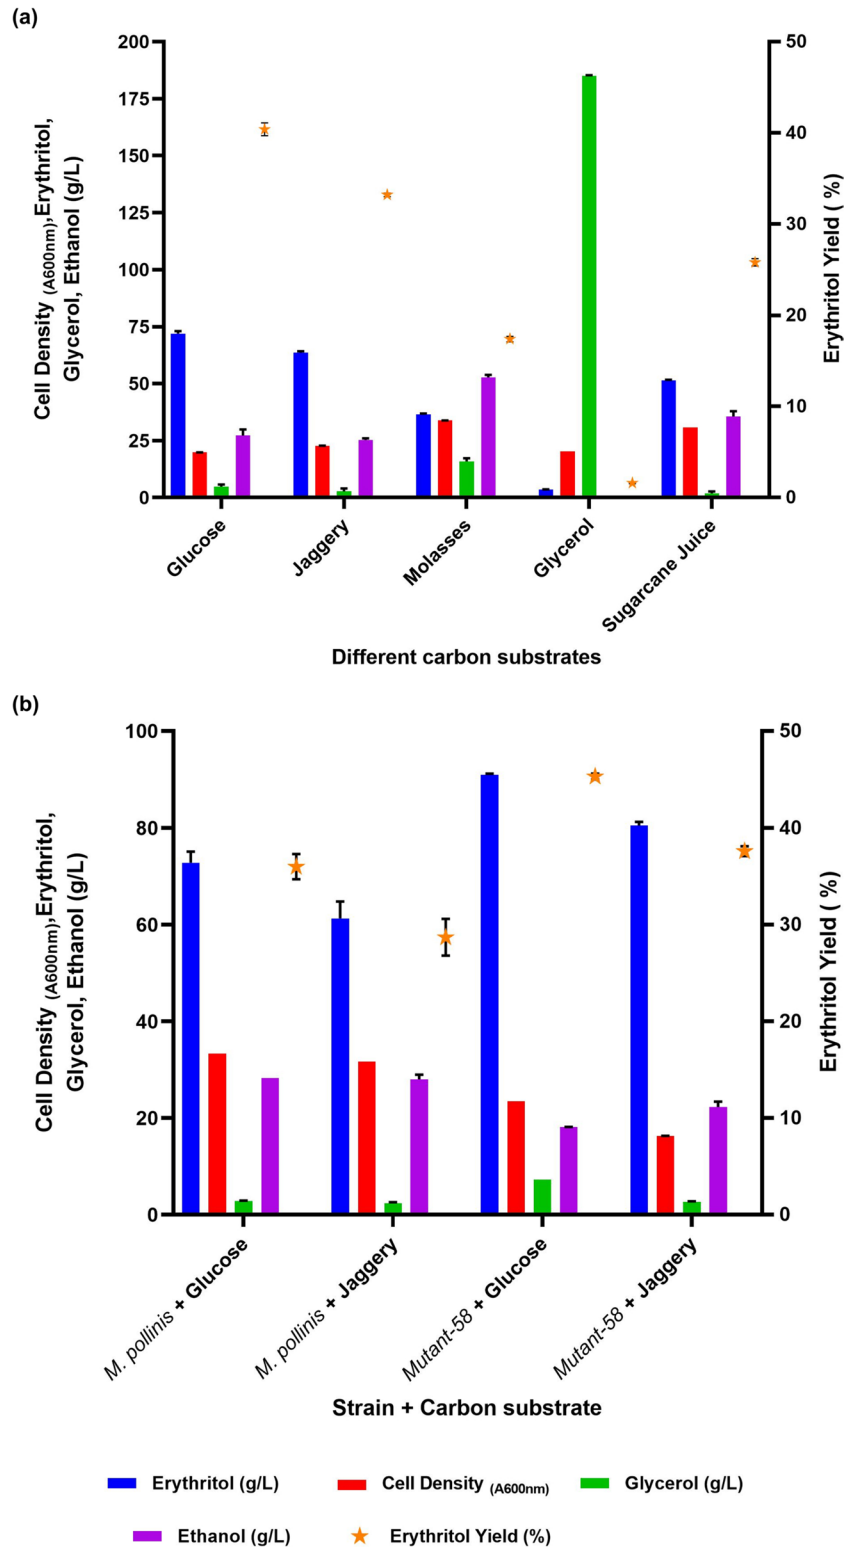 (a)
Cell Density (A600nm),Erythritol,
Glycerol, Ethanol (g/L)
200
175
150
125
100
75
50
25
0
50
40
30
20
10
0
Erythritol Yield ( %)
Glucose
Jaggery
Molasses
Glycerol
Sugarcane Juice
Different carbon substrates
(b)
Cell Density (A600nm),Erythritol,
Glycerol, Ethanol (g/L)
100
80
60
40
20
0
50
40
30
20
10
0
Erythritol Yield ( %)
M. pollinis + Glucose
M. pollinis + Jaggery
Mutant-58 + Glucose
Mutant-58 + Jaggery
Strain + Carbon substrate
Erythritol (g/L) Cell Density (A600nm) Glycerol (g/L)
Ethanol (g/L) Erythritol Yield (%)